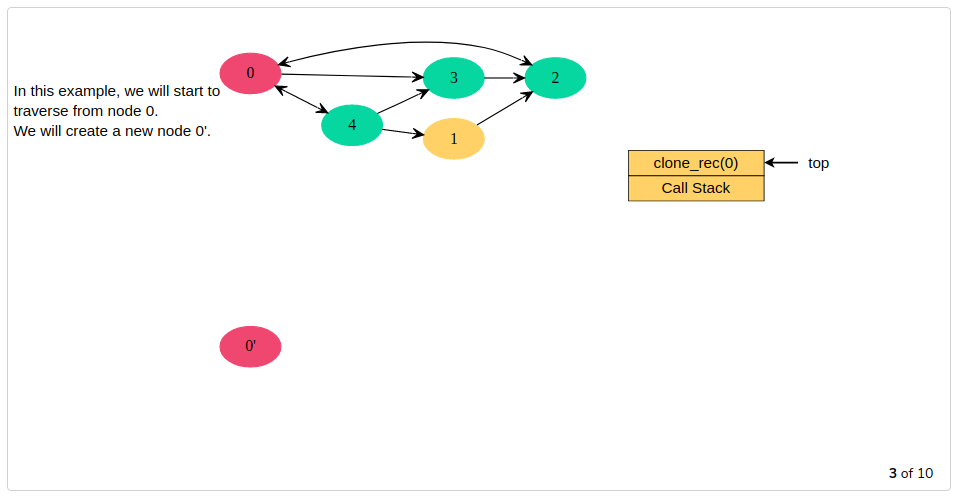 0
3
2
In this example, we will start to
traverse from node 0.
We will create a new node 0'.
4
1
clone_rec(0)
top
Call Stack
0'
3 of 10